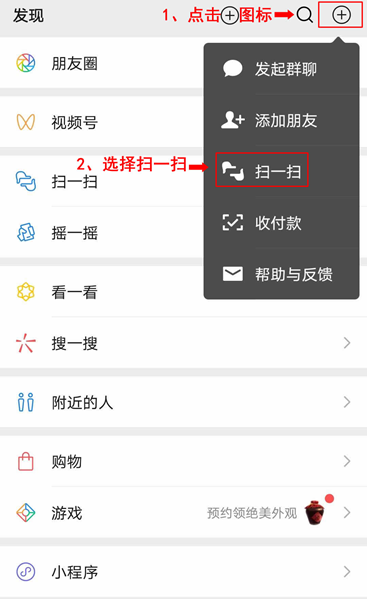 发现
1、点击⊕图标
朋友圈
发起群聊
视频号
添加朋友
2、选择扫一扫
扫一扫
扫一扫
摇一摇
收付款
看一看
帮助与反馈
搜一搜
附近的人
购物
游戏
预约领绝美外观
小程序